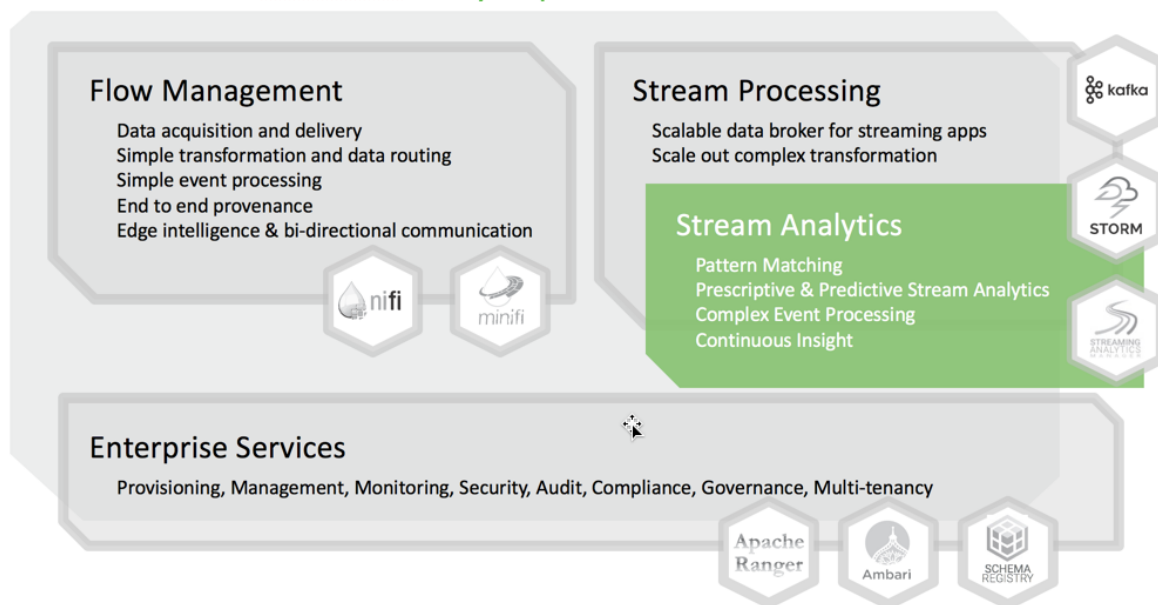 Flow Management
Data acquisition and delivery
Simple transformation and data routing
Simple event processing
End to end provenance
Edge intelligence & bi-directional communication
nifi
minifi
Stream Processing
Scalable data broker for streaming apps
Scale out complex transformation
kafka
STORM
Stream Analytics
Pattern Matching
Prescriptive & Predictive Stream Analytics
Complex Event Processing
Continuous Insight
STREAMING
ANALYTICS
MANAGER
Enterprise Services
Provisioning, Management, Monitoring, Security, Audit, Compliance, Governance, Multi-tenancy
Apache
Ranger
Ambari
SCHEMA
REGISTRY